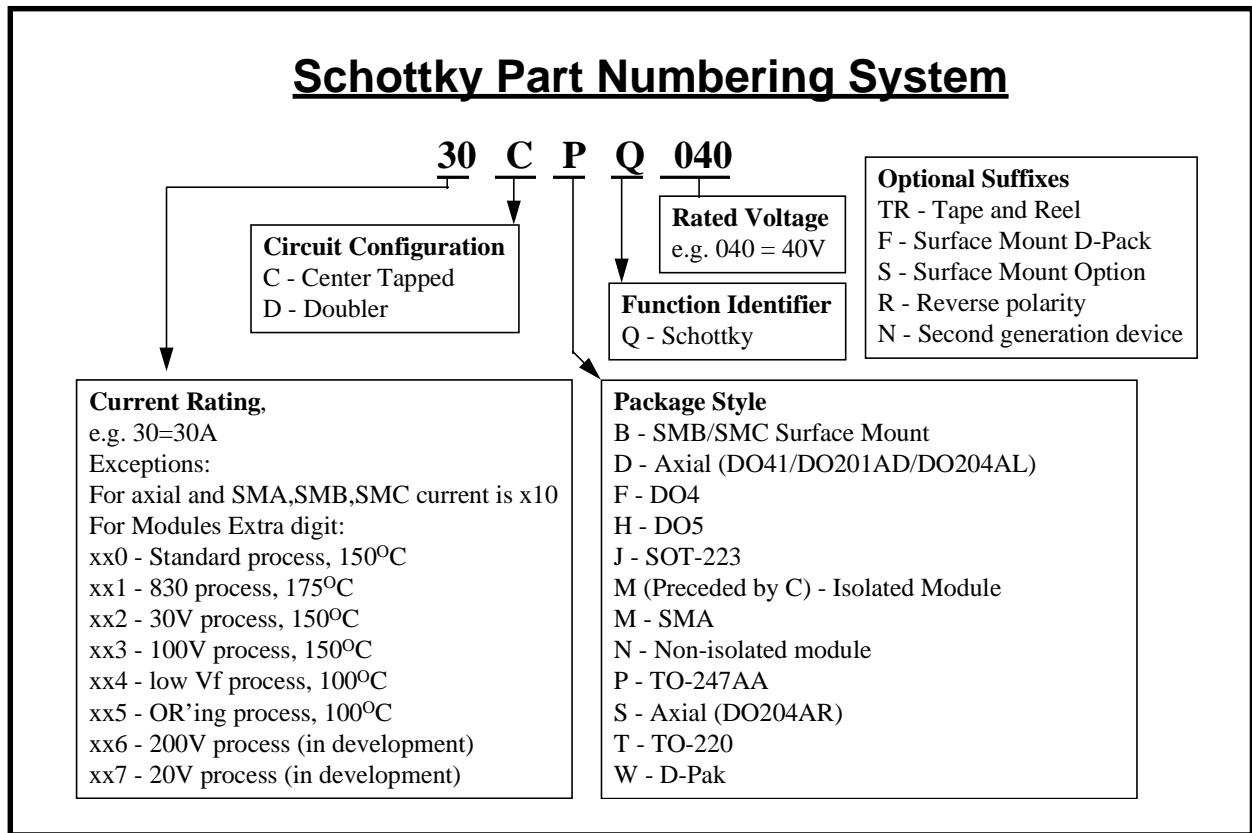 Schottky Part Numbering System
30 C P Q 040
Rated Voltage
e.g. 040 = 40V
Optional Suffixes
TR - Tape and Reel
F - Surface Mount D-Pack
S - Surface Mount Option
R - Reverse polarity
N - Second generation device
Circuit Configuration
C - Center Tapped
D - Doubler
Function Identifier
Q - Schottky
Current Rating,
e.g. 30=30A
Exceptions:
For axial and SMA,SMB,SMC current is x10
For Modules Extra digit:
xx0 - Standard process, 150OC
xx1 - 830 process, 175OC
xx2 - 30V process, 150OC
xx3 - 100V process, 150OC
xx4 - low Vf process, 100OC
xx5 - OR'ing process, 100OC
xx6 - 200V process (in development)
xx7 - 20V process (in development)
Package Style
B - SMB/SMC Surface Mount
D - Axial (DO41/DO201AD/DO204AL)
F - DO4
H - DO5
J - SOT-223
M (Preceded by C) - Isolated Module
M - SMA
N - Non-isolated module
P - TO-247AA
S - Axial (DO204AR)
T - TO-220
W - D-Pak